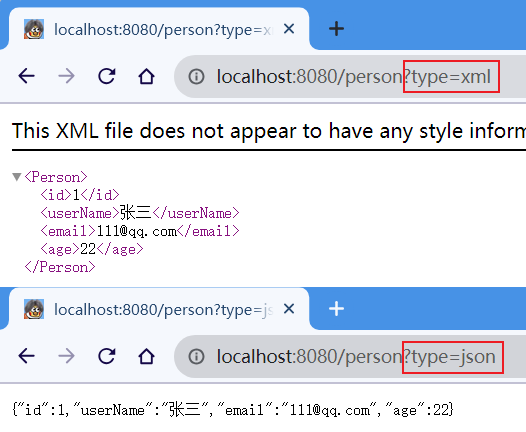 localhost:8080/person?type=x
localhost:8080/person?type=xml
This XML file does not appear to have any style inform
<Person>
<id>1</id>
<userName>张三</userName>
<email>111@qq.com</email>
<age>22</age>
</Person>
localhost:8080/person?type=js
localhost:8080/person?type=json
{"id":1,"userName":"张三","email":"111@qq.com","age":22}